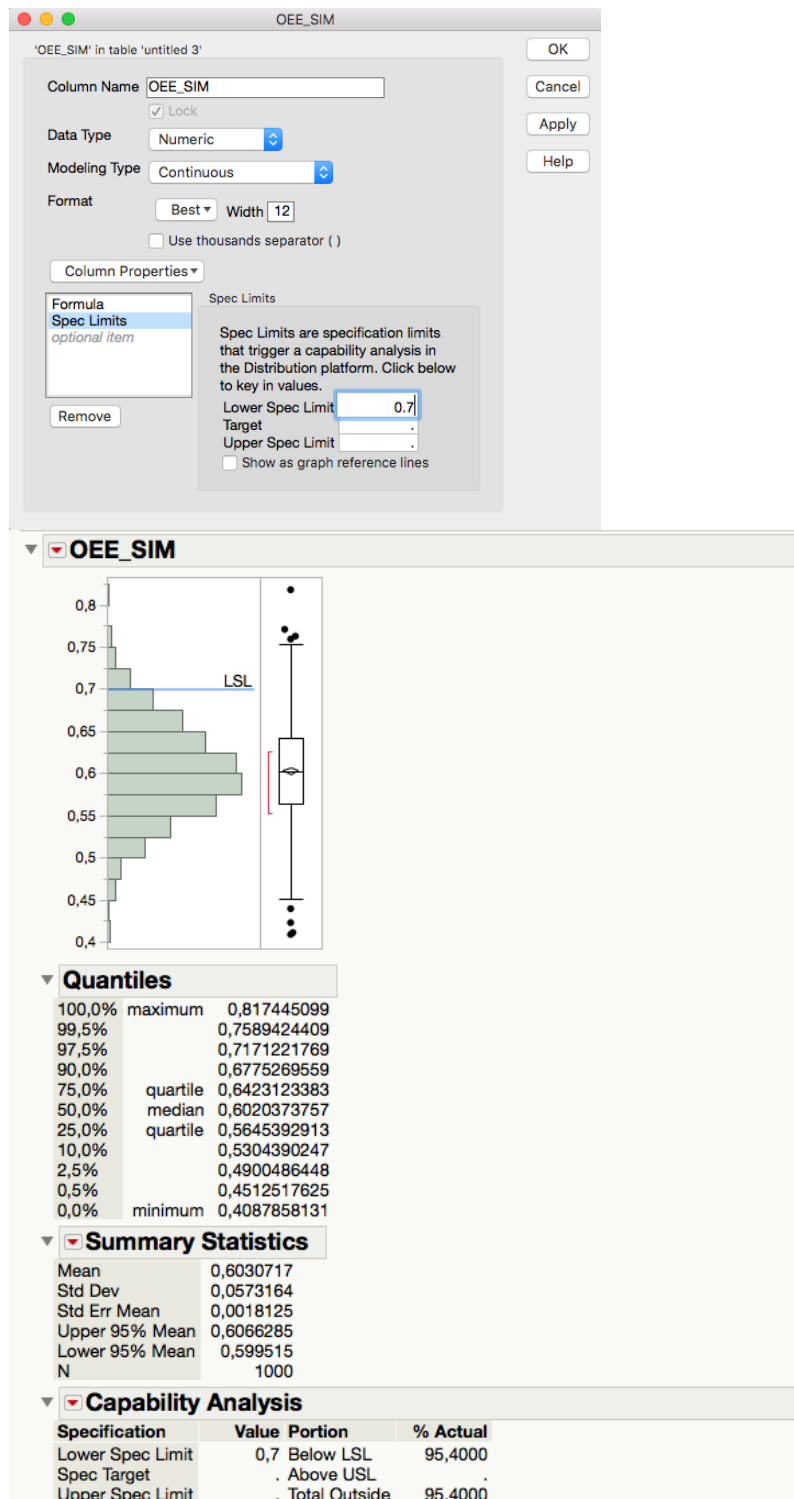 OEE_SIM
'OEE_SIM' in table 'untitled 3'
OK
Column Name OEE_SIM
Cancel
Lock
Apply
Data Type Numeric
Modeling Type Continuous
Help
Format Best Width 12
Use thousands separator ( )
Column Properties
Formula
Spec Limits
optional item
Remove
Spec Limits
Spec Limits are specification limits
that trigger a capability analysis in
the Distribution platform. Click below
to key in values.
Lower Spec Limit 0.7
Target .
Upper Spec Limit .
Show as graph reference lines
OEE_SIM
0,8
0,75
0,7
LSL
0,65
0,6
0,55
0,5
0,45
0,4
Quantiles
100,0% maximum 0,817445099
99,5% 0,7589424409
97,5% 0,7171221769
90,0% 0,6775269559
75,0% quartile 0,6423123383
50,0% median 0,6020373757
25,0% quartile 0,5645392913
10,0% 0,5304390247
2,5% 0,4900486448
0,5% 0,4512517625
0,0% minimum 0,4087858131
Summary Statistics
Mean 0,6030717
Std Dev 0,0573164
Std Err Mean 0,0018125
Upper 95% Mean 0,6066285
Lower 95% Mean 0,599515
N 1000
Capability Analysis
Specification Value Portion % Actual
Lower Spec Limit 0,7 Below LSL 95,4000
Spec Target . Above USL .
Upper Spec Limit . Total Outside 95,4000